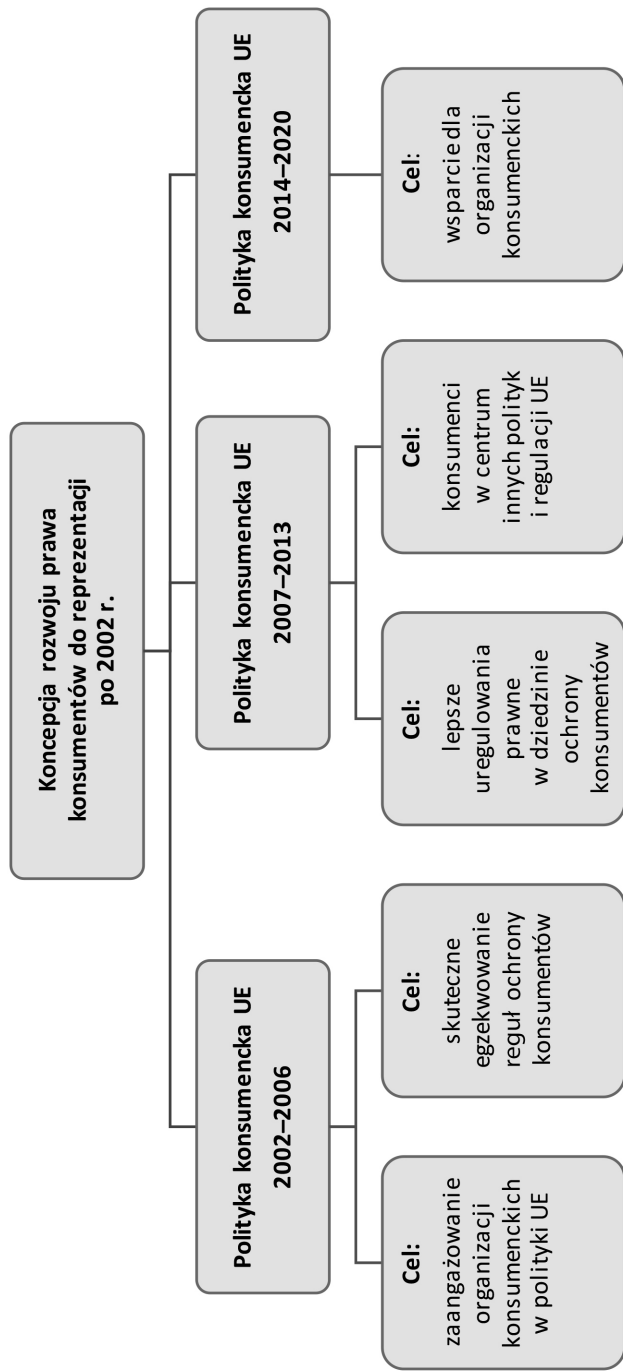 Koncepcja rozwoju prawa
konsumentów do reprezentacji
po 2002 r.
Polityka konsumencka UE
2002–2006
Polityka konsumencka UE
2007–2013
Polityka konsumencka UE
2014–2020
Cel:
zaangażowanie
organizacji
konsumenckich
w polityki UE
Cel:
skuteczne
egzekwowanie
reguł ochrony
konsumentów
Cel:
lepsze
uregulowania
prawne
w dziedzinie
ochrony
konsumentów
Cel:
konsumenci
w centrum
innych polityk
i regulacji UE
Cel:
wsparcie dla
organizacji
konsumenckich